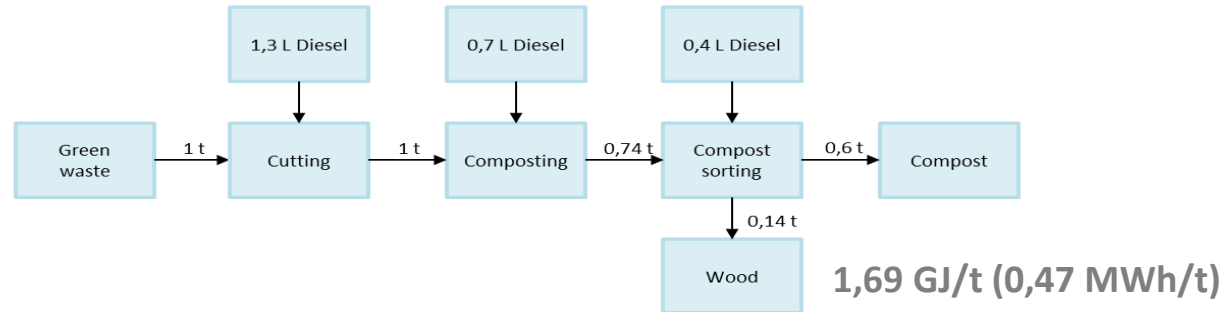 1,3 L Diesel
0,7 L Diesel
0,4 L Diesel
Green
waste
1 t
Cutting
1 t
Composting
0,74 t
Compost
sorting
0,6 t
Compost
0,14 t
Wood
1,69 GJ/t (0,47 MWh/t)